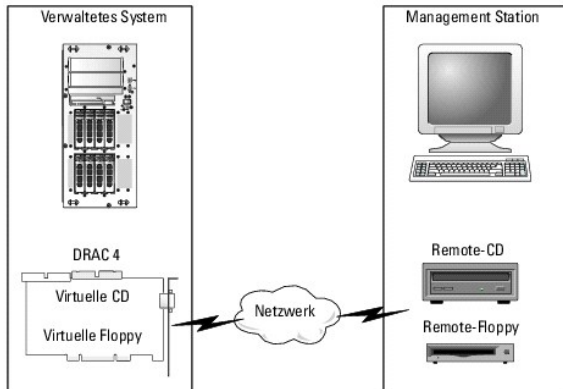 Verwaltetes System
DRAC 4
Virtuelle CD
Virtuelle Floppy
Netzwerk
Management Station
Remote-CD
Remote-Floppy